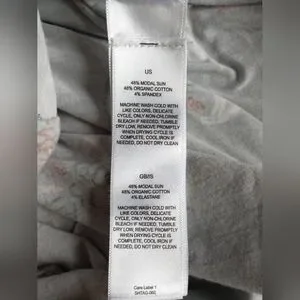 US
48% MODAL SUN
48% ORGANIC COTTON
4% SPANDEX
MACHINE WASH COLD WITH
LIKE COLORS, DELICATE
CYCLE, ONLY NON-CHLORINE
BLEACH IF NEEDED, TUMBLE
DRY LOW, REMOVE PROMPTLY
WHEN DRYING CYCLE IS
COMPLETE, COOL IRON IF
NEEDED, DO NOT DRY CLEAN
GB/IS
48% MODAL SUN
48% ORGANIC COTTON
4% ELASTANE
MACHINE WASH COLD WITH
LIKE COLORS, DELICATE
CYCLE, ONLY NON-CHLORINE
BLEACH IF NEEDED, TUMBLE
DRY LOW, REMOVE PROMPTLY
WHEN DRYING CYCLE IS
COMPLETE, COOL IRON IF
NEEDED, DO NOT DRY CLEAN
Care Label 1